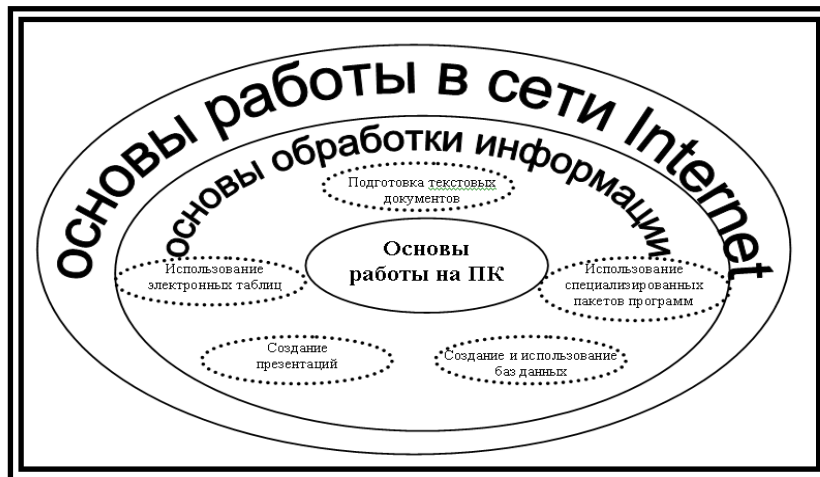 основы работы в сети Internet
основы обработки информации
Подготовка текстовых
документов
Основы
работы на ПК
Использование
электронных таблиц
Использование
специализированных
пакетов программ
Создание
презентаций
Создание и использование
баз данных